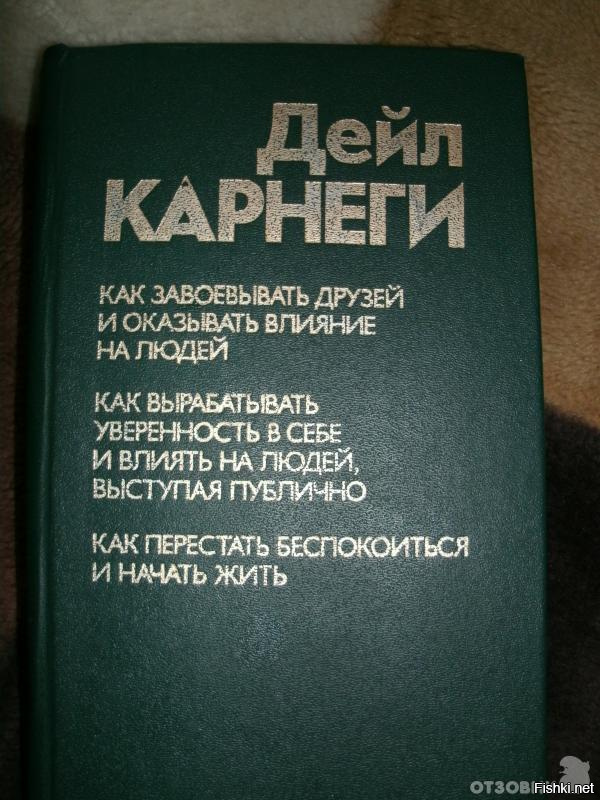 Дейл
КАРНЕГИ
КАК ЗАВОЕВЫВАТЬ ДРУЗЕЙ
И ОКАЗЫВАТЬ ВЛИЯНИЕ
НА ЛЮДЕЙ
КАК ВЫРАБАТЫВАТЬ
УВЕРЕННОСТЬ В СЕБЕ
И ВЛИЯТЬ НА ЛЮДЕЙ,
ВЫСТУПАЯ ПУБЛИЧНО
КАК ПЕРЕСТАТЬ БЕСПОКОИТЬСЯ
И НАЧАТЬ ЖИТЬ
Fishki.net